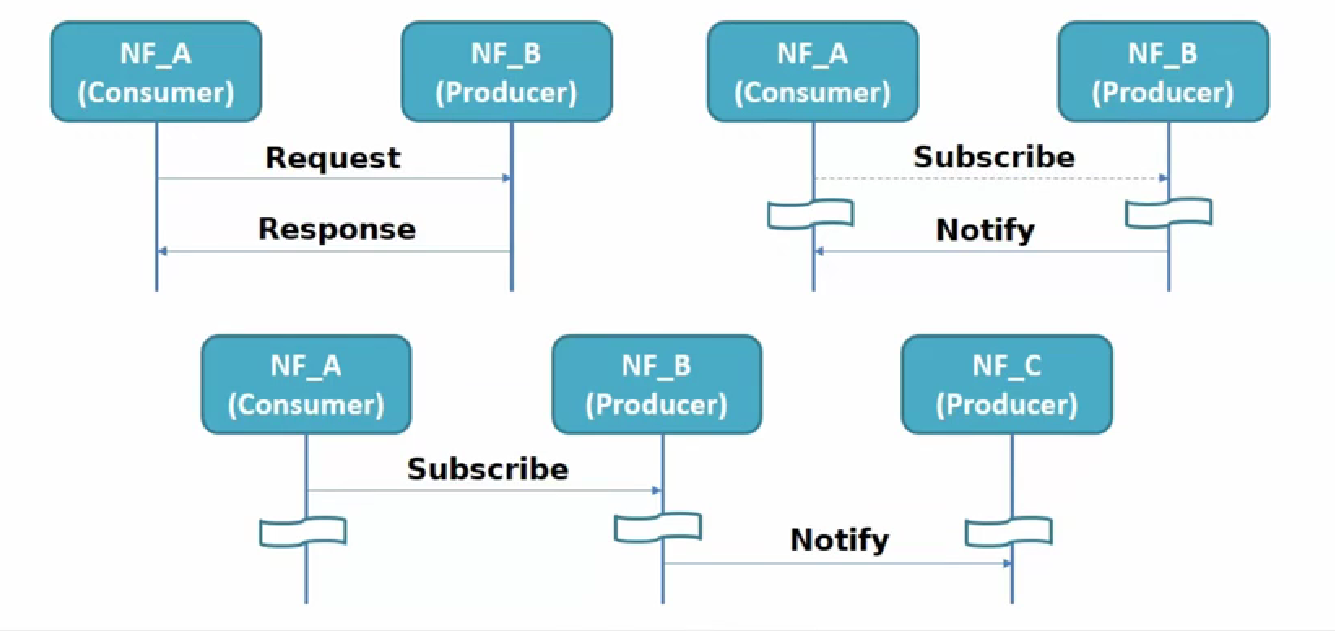 NF_A
(Consumer)
NF_B
(Producer)
Request
Response
NF_A
(Consumer)
NF_B
(Producer)
Subscribe
Notify
NF_A
(Consumer)
NF_B
(Producer)
NF_C
(Producer)
Subscribe
Notify